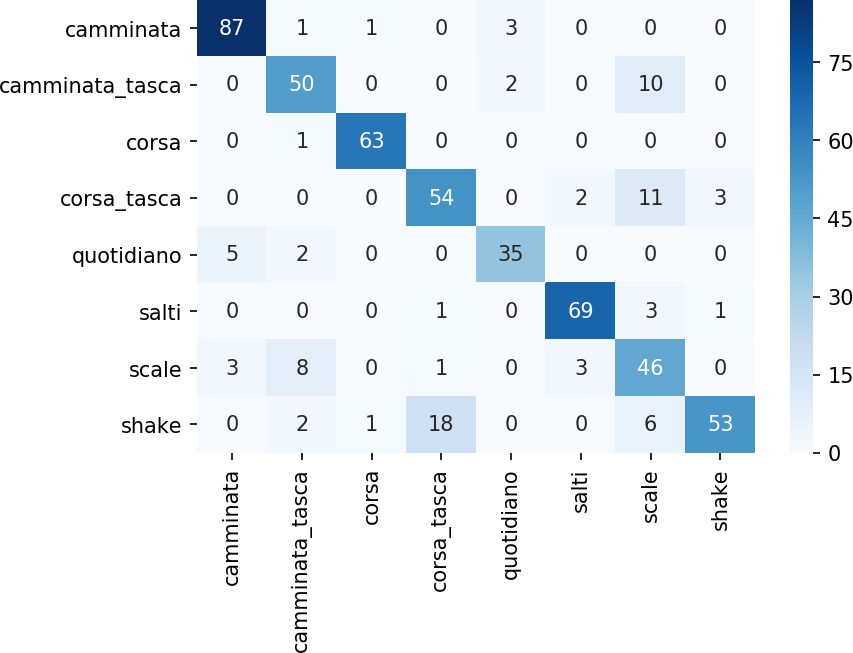 camminata 87 1 1 0 3 0 0 0
camminata_tasca 0 50 0 0 2 0 10 0
corsa 0 1 63 0 0 0 0 0
corsa_tasca 0 0 0 54 0 2 11 3
quotidiano 5 2 0 0 35 0 0 0
salti 0 0 0 1 0 69 3 1
scale 3 8 0 1 0 3 46 0
shake 0 2 1 18 0 0 6 53
camminata
camminata_tasca
corsa
corsa_tasca
quotidiano
salti
scale
shake
75
60
45
30
15
0